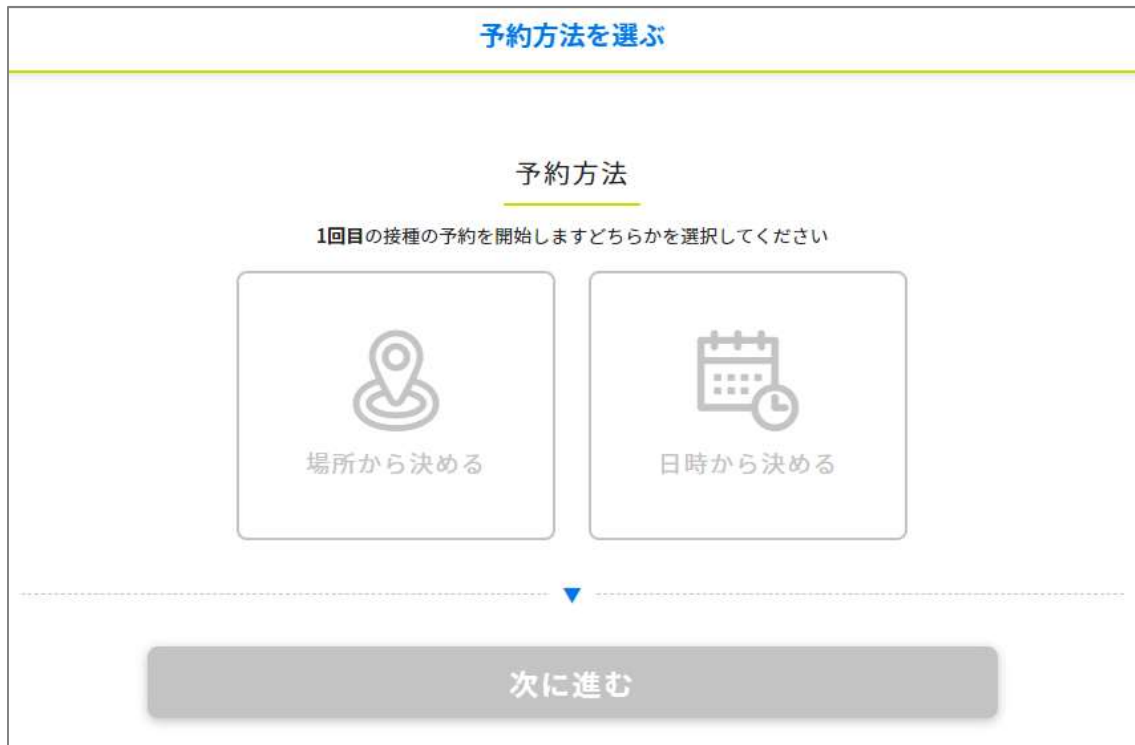 予約方法を選ぶ
予約方法
1回目の接種の予約を開始しますどちらかを選択してください
場所から決める
日時から決める
次に進む